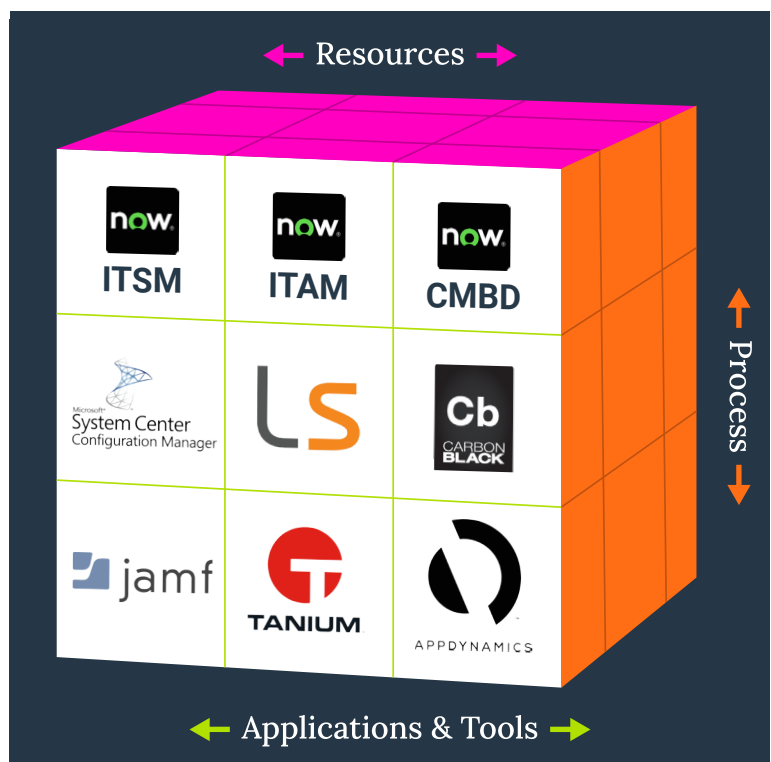 Resources
now.
now.
now.
ITSM
ITAM
CMBD
Microsoft®
System Center
Configuration Manager
LS
Cb
CARBON
BLACK
Process
jamf
TANIUM
APPDYNAMICS
Applications & Tools